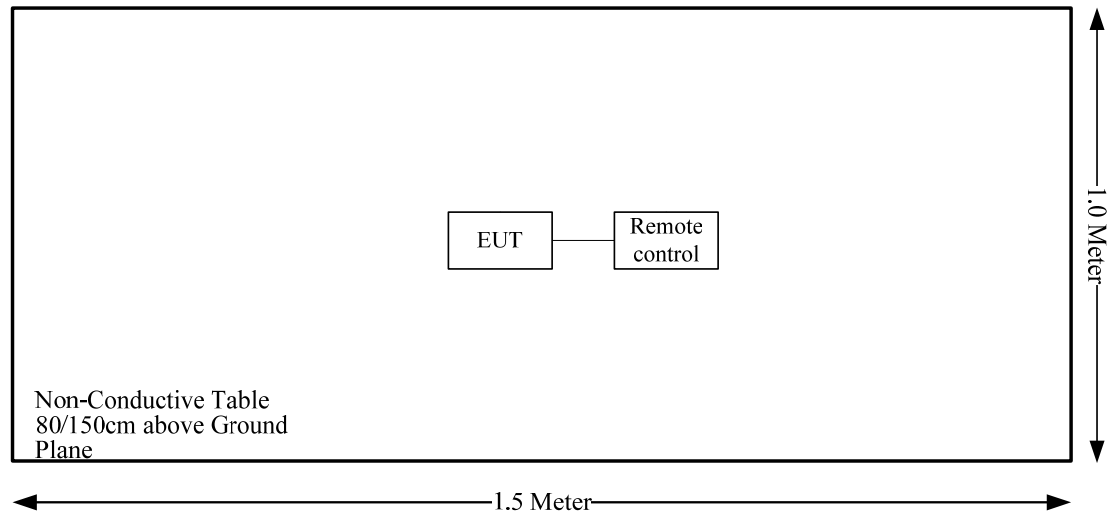 EUT
Remote
control
1.0 Meter
Non-Conductive Table
80/150cm above Ground
Plane
1.5 Meter